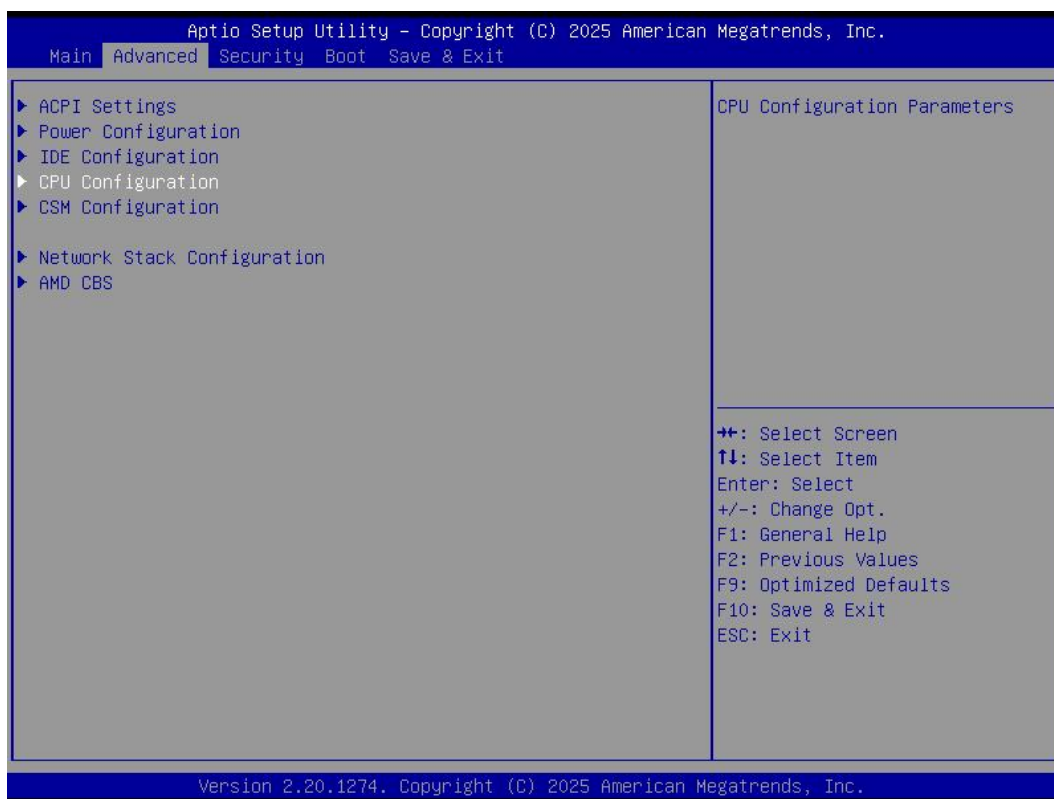 Aptio Setup Utility – Copyright (C) 2025 American Megatrends, Inc.
Main Advanced Security Boot Save & Exit
▶ ACPI Settings
▶ Power Configuration
▶ IDE Configuration
▶ CPU Configuration
▶ CSM Configuration
▶ Network Stack Configuration
▶ AMD CBS
CPU Configuration Parameters
→←: Select Screen
↑↓: Select Item
Enter: Select
+/-: Change Opt.
F1: General Help
F2: Previous Values
F9: Optimized Defaults
F10: Save & Exit
ESC: Exit
Version 2.20.1274. Copyright (C) 2025 American Megatrends, Inc.